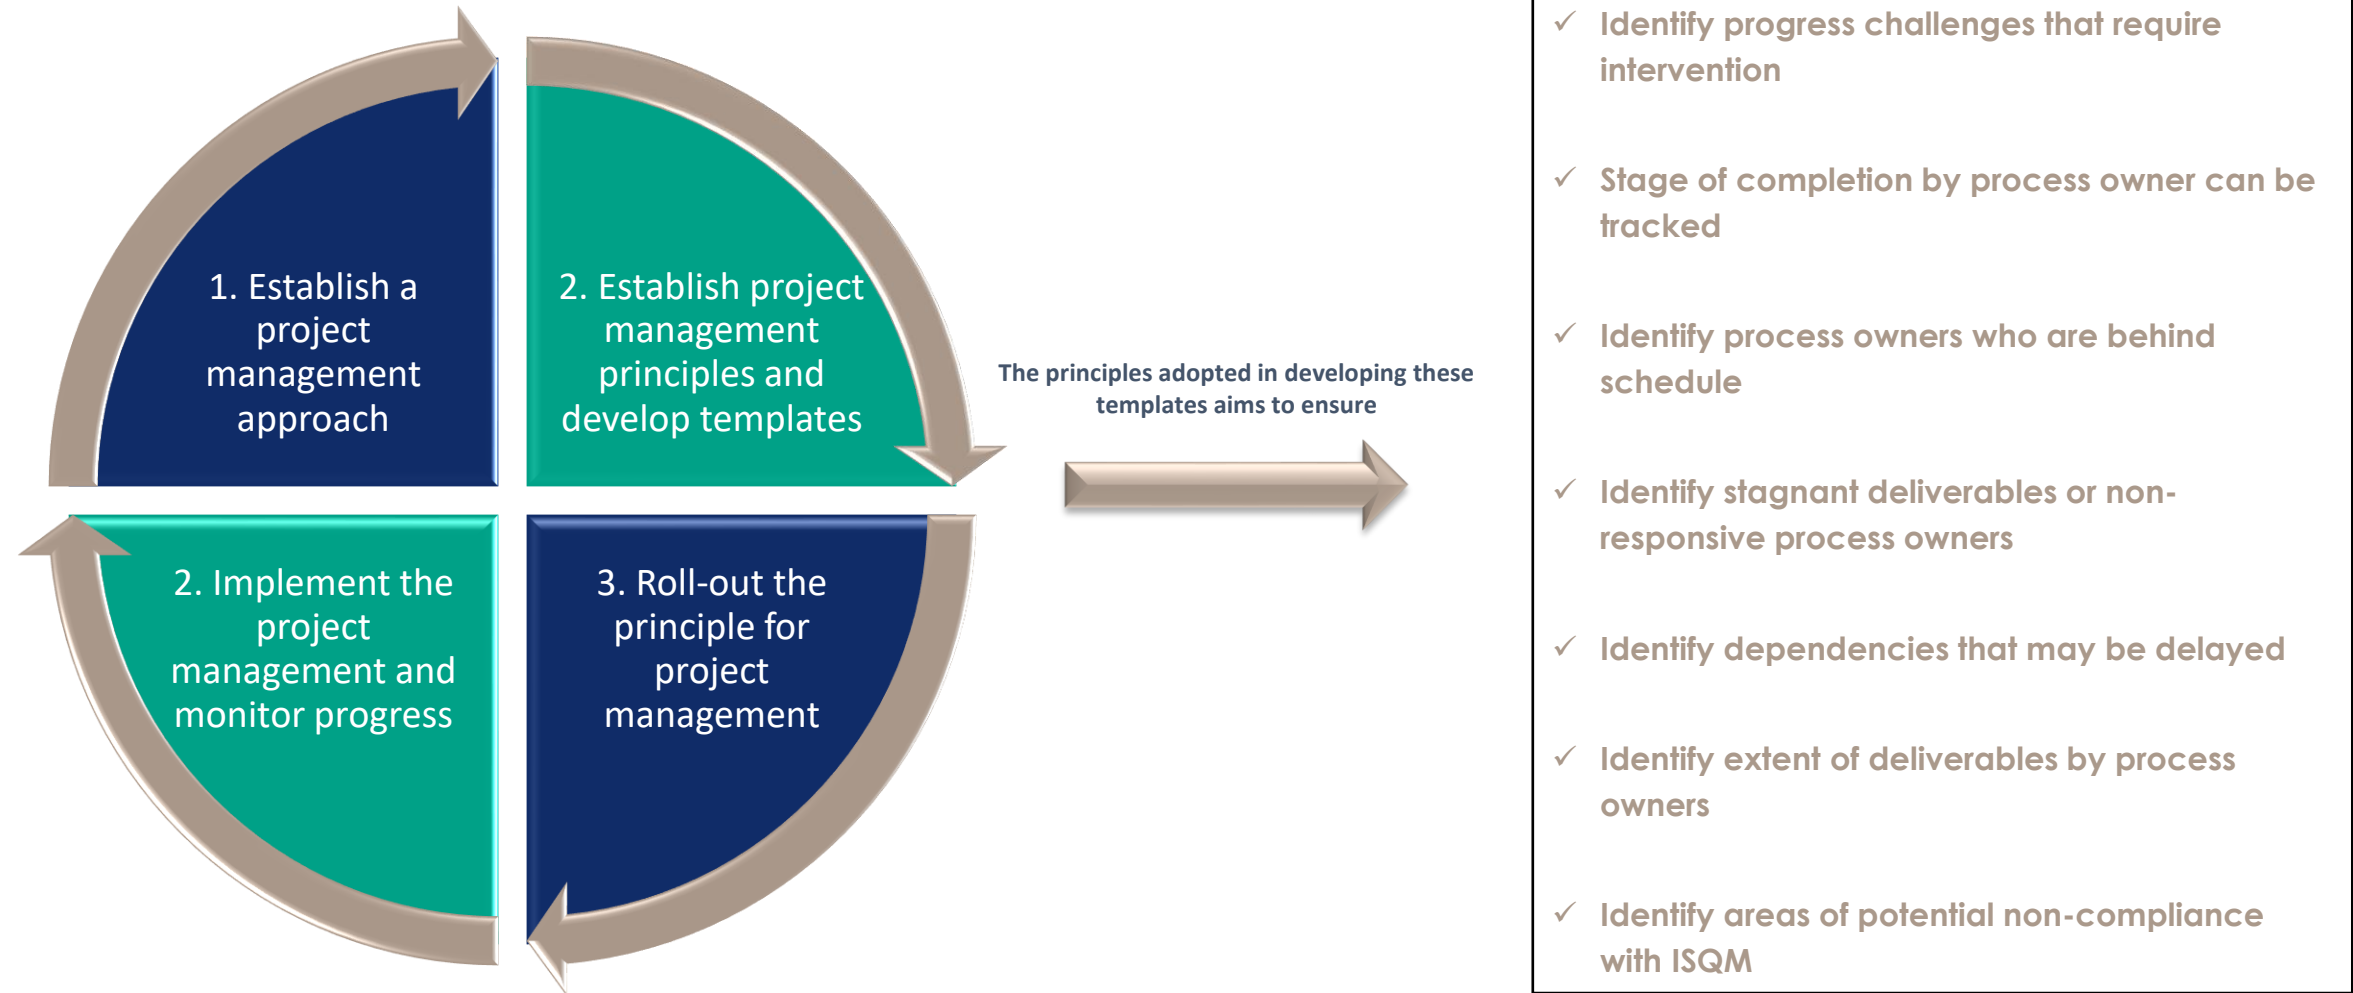 1. Establish a
project
management
approach
2. Establish project
management
principles and
develop templates
3. Roll-out the
principle for
project
management
2. Implement the
project
management and
monitor progress
The principles adopted in developing these
templates aims to ensure
✓ Identify progress challenges that require
intervention
✓ Stage of completion by process owner can be
tracked
✓ Identify process owners who are behind
schedule
✓ Identify stagnant deliverables or non-
responsive process owners
✓ Identify dependencies that may be delayed
✓ Identify extent of deliverables by process
owners
✓ Identify areas of potential non-compliance
with ISQM